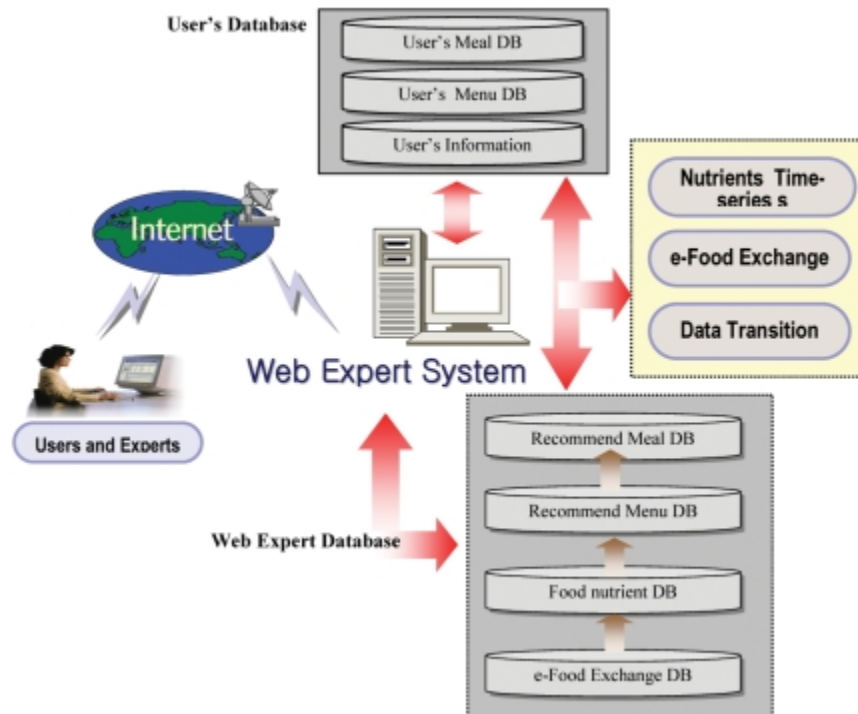 User's Database
User's Meal DB
User's Menu DB
User's Information
Nutrients Time-
series s
e-Food Exchange
Data Transition
Internet
Web Expert System
Users and Experts
Web Expert Database
Recommend Meal DB
Recommend Menu DB
Food nutrient DB
e-Food Exchange DB